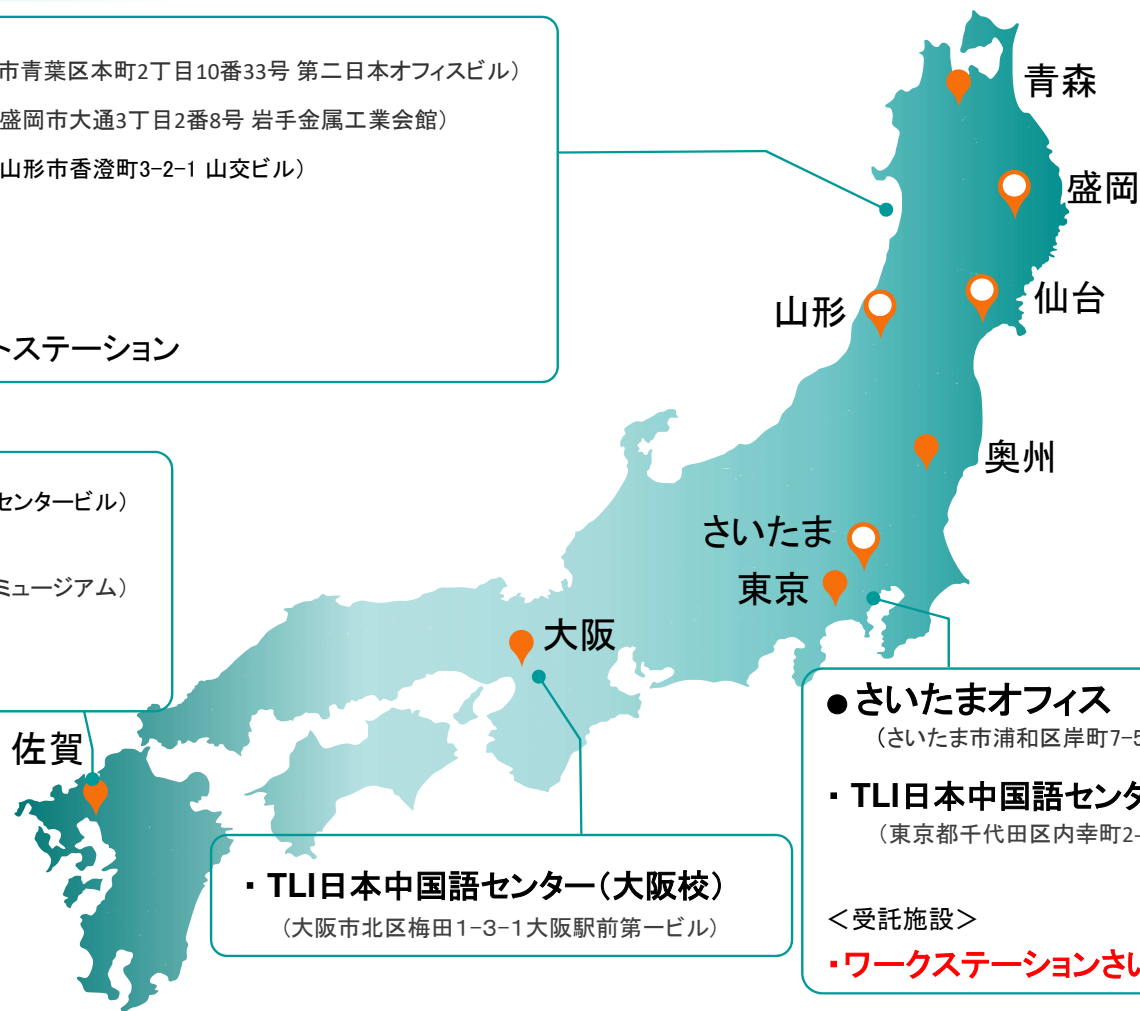 市青葉区本町2丁目10番33号 第二日本オフィスビル）
盛岡市大通3丁目2番8号 岩手金属工業会館）
山形市香澄町3-2-1 山交ビル）
トステーション
センタービル）
ミュージアム）
青森
盛岡
仙台
山形
奥州
さいたま
東京
大阪
佐賀
●さいたまオフィス
（さいたま市浦和区岸町7-5
・TLI日本中国語センタ
（東京都千代田区内幸町2-
＜受託施設＞
・ワークステーションさい
・TLI日本中国語センター（大阪校）
（大阪市北区梅田1-3-1大阪駅前第一ビル）